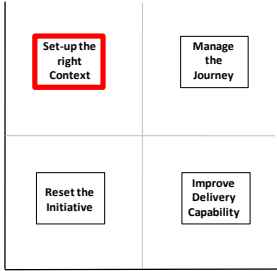 Set-up the
right
Context
Manage
the
Journey
Reset the
Initiative
Improve
Delivery
Capability